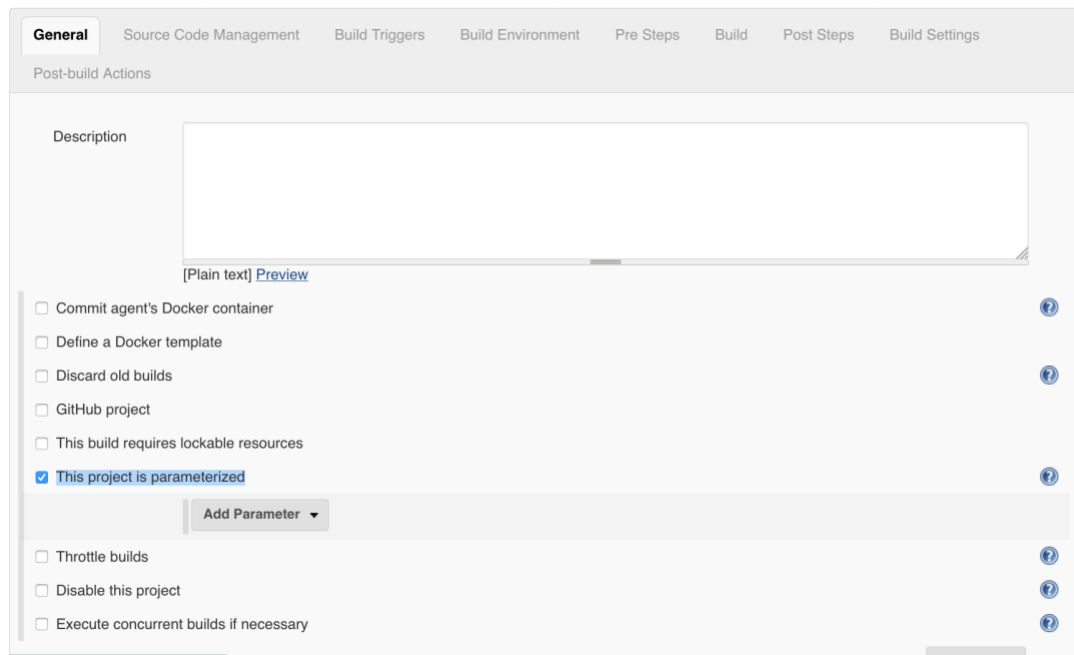 General Source Code Management Build Triggers Build Environment Pre Steps Build Post Steps Build Settings
Post-build Actions
Description
[Plain text] Preview
Commit agent's Docker container
Define a Docker template
Discard old builds
GitHub project
This build requires lockable resources
This project is parameterized
Add Parameter
Throttle builds
Disable this project
Execute concurrent builds if necessary